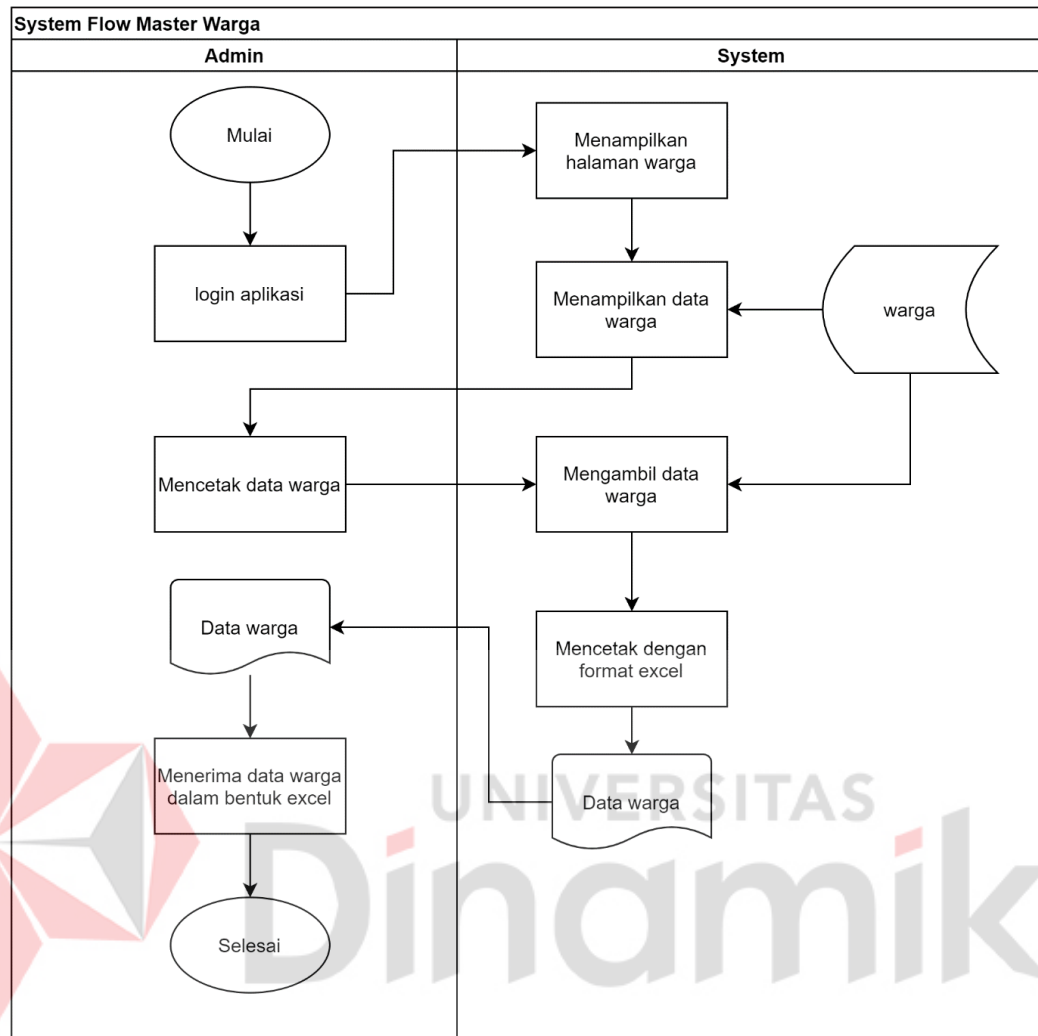 System Flow Master Warga
Admin
System
Mulai
Menampilkan
halaman warga
login aplikasi
Menampilkan data
warga
warga
Mencetak data warga
Mengambil data
warga
Data warga
Mencetak dengan
format excel
Menerima data warga
dalam bentuk excel
Data warga
Selesai
UNIVERSITAS
Dinamik